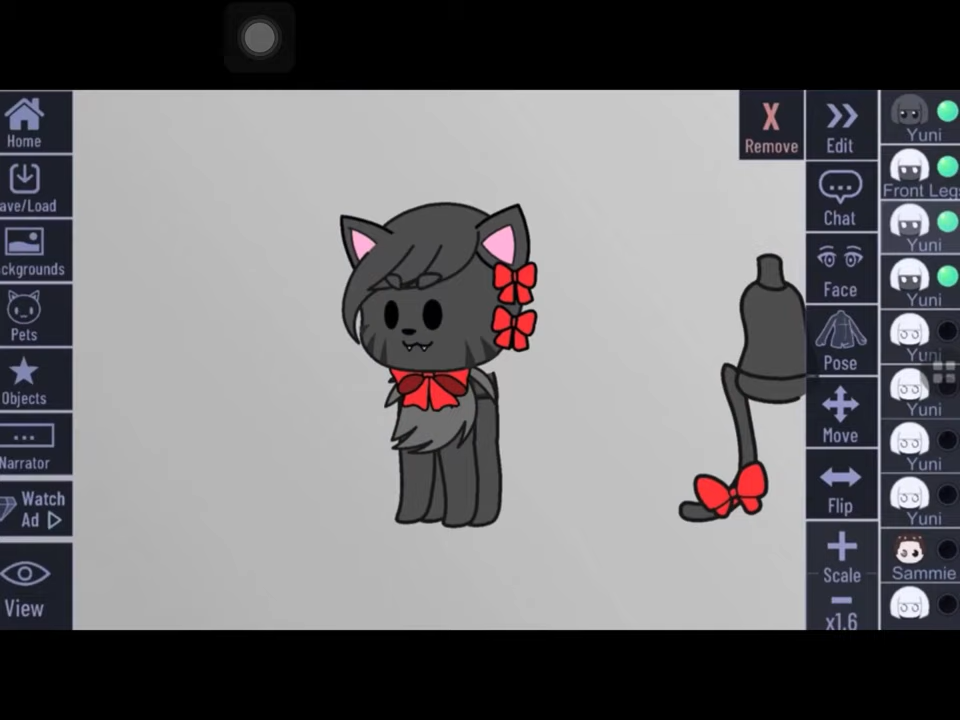 Home
ave/Load
ckgrounds
Pets
Objects
Narrator
Watch
Ad
View
X
Remove
Edit
Chat
Face
Pose
Move
Flip
Scale
x1.6
Yuni
Front Legs
Yuni
Yuni
Yuni
Yuni
Yuni
Yuni
Sammie